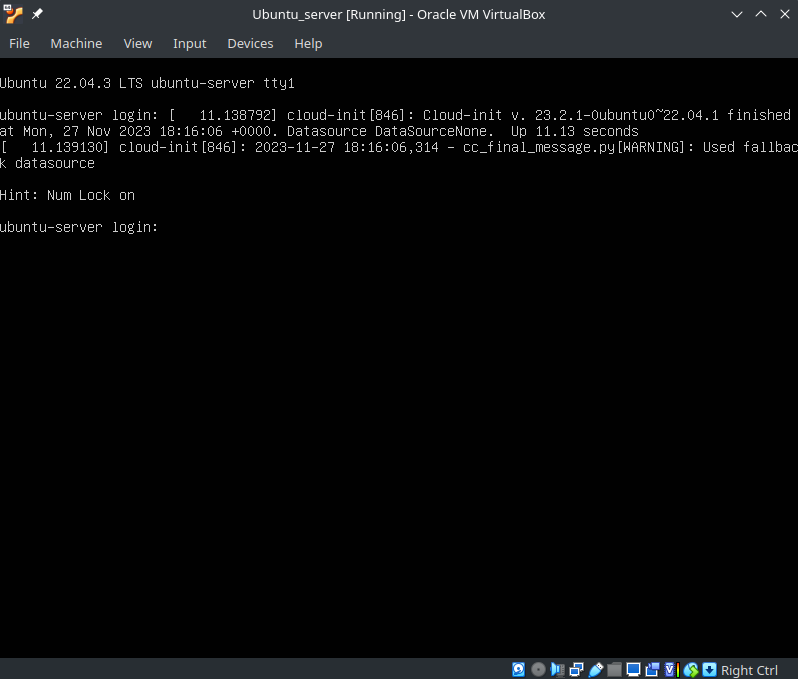 Ubuntu_server [Running] - Oracle VM VirtualBox
File Machine View Input Devices Help
Ubuntu 22.04.3 LTS ubuntu-server tty1
ubuntu-server login: [   11.138792] cloud-init[846]: Cloud-init v. 23.2.1-0ubuntu0~22.04.1 finished
at Mon, 27 Nov 2023 18:16:06 +0000. Datasource DataSourceNone.  Up 11.13 seconds
[   11.139130] cloud-init[846]: 2023-11-27 18:16:06,314 - cc_final_message.py[WARNING]: Used fallbac
k datasource
Hint: Num Lock on
ubuntu-server login:
Right Ctrl